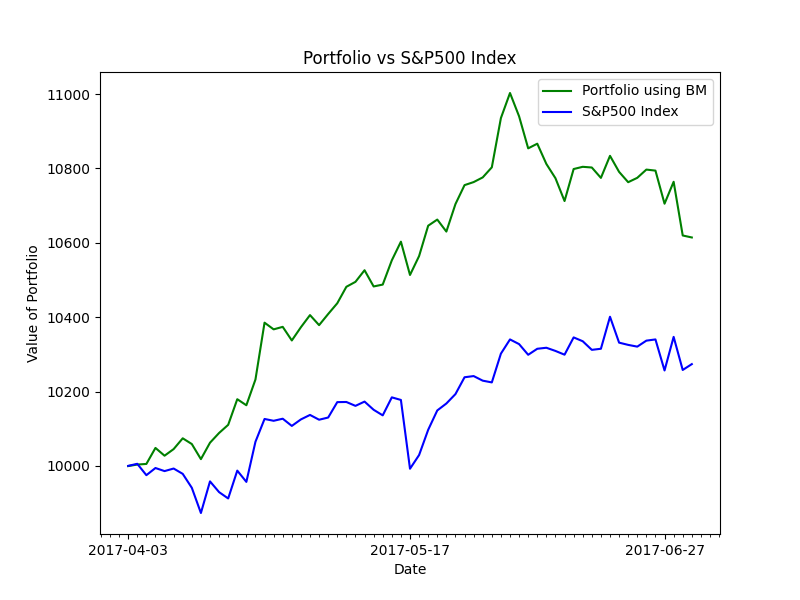 Portfolio vs S&P500 Index
Portfolio using BM
S&P500 Index
Value of Portfolio
11000
10800
10600
10400
10200
10000
2017-04-03
2017-05-17
2017-06-27
Date